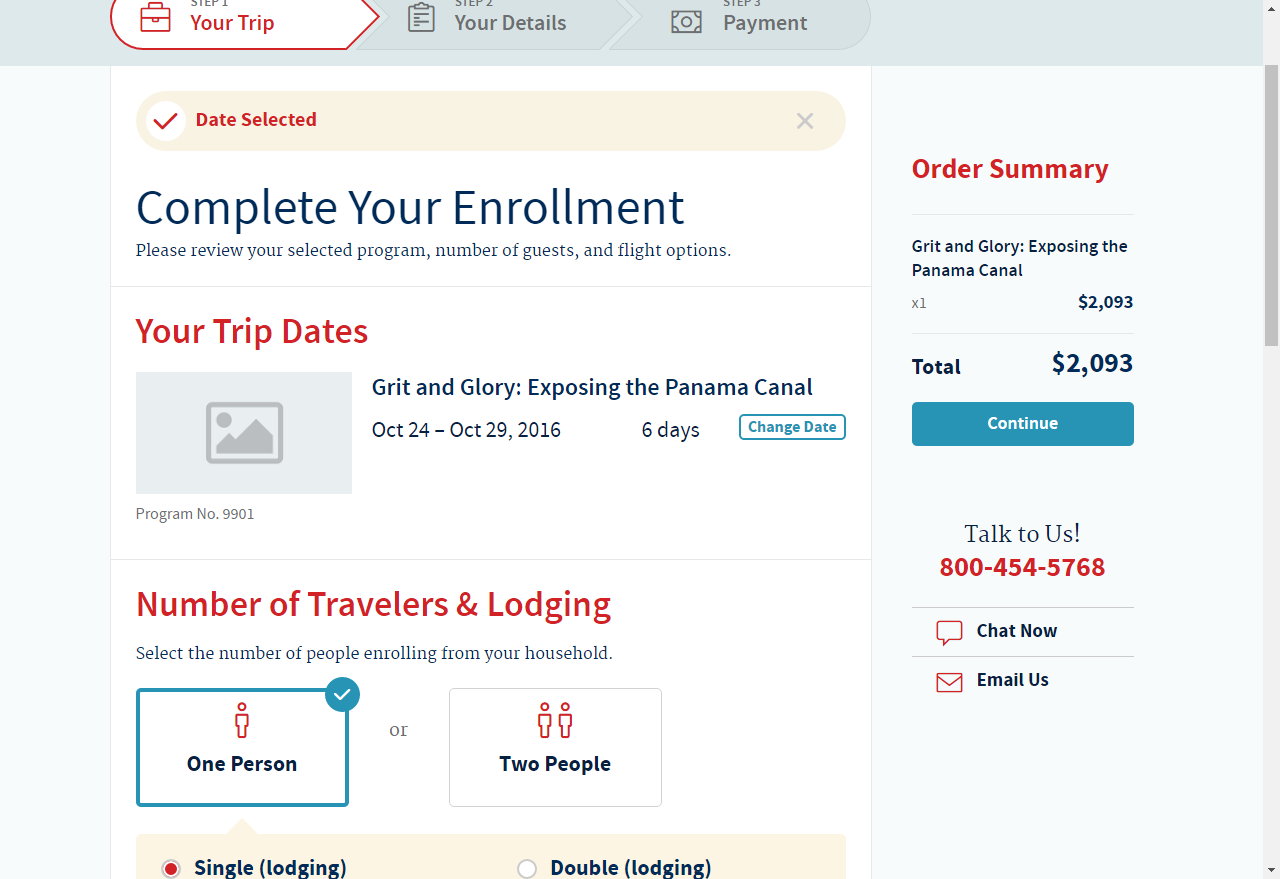 STEP 1
Your Trip
STEP 2
Your Details
STEP 3
Payment
Date Selected
Complete Your Enrollment
Please review your selected program, number of guests, and flight options.
Your Trip Dates
Grit and Glory: Exposing the Panama Canal
Oct 24 – Oct 29, 2016
6 days
Change Date
Program No. 9901
Number of Travelers & Lodging
Select the number of people enrolling from your household.
One Person
or
Two People
Single (lodging)
Double (lodging)
Order Summary
Grit and Glory: Exposing the
Panama Canal
x1
$2,093
Total
$2,093
Continue
Talk to Us!
800-454-5768
Chat Now
Email Us